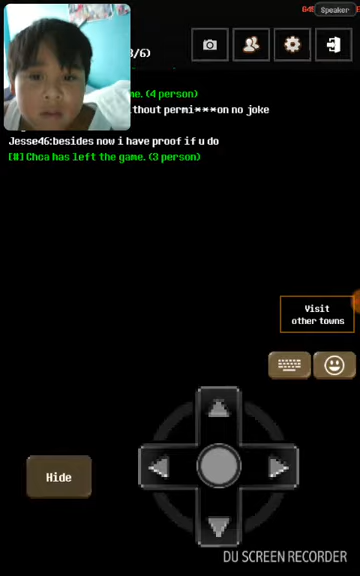 Speaker
3/6)
me. (4 person)
thout permi***on no joke
Jesse46:besides now i have proof if u do
[#] Choa has left the game. (3 person)
Visit
other towns
Hide
DU SCREEN RECORDER